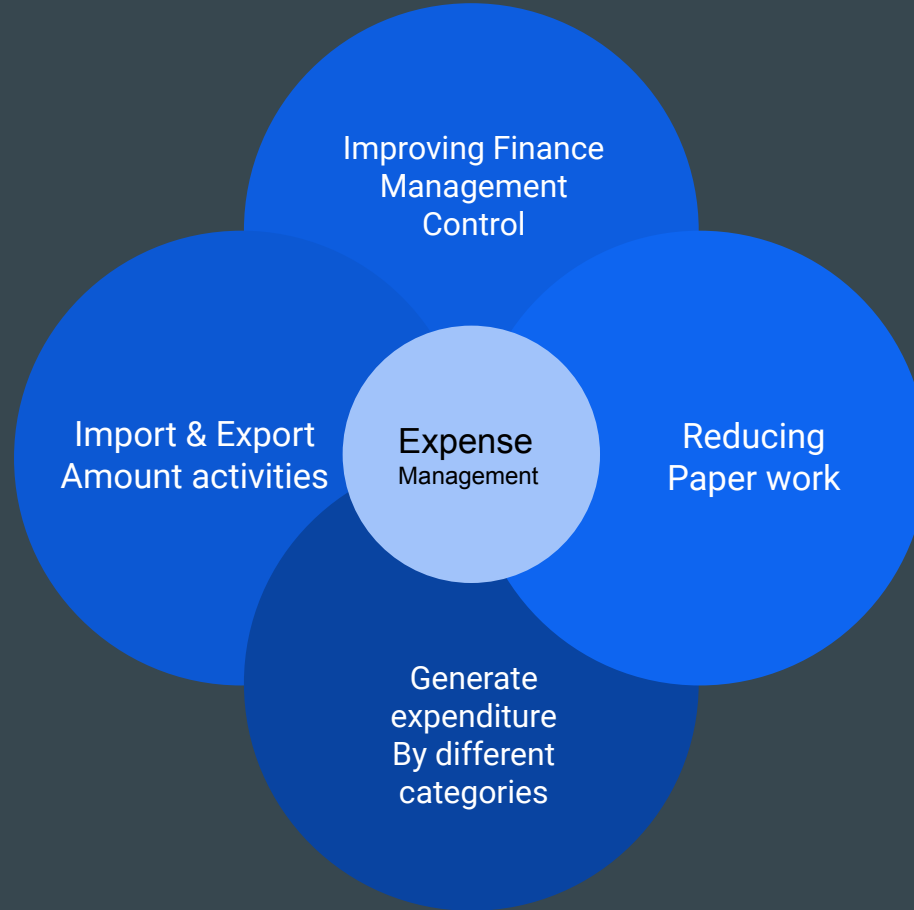 Improving Finance
Management
Control
Import & Export
Amount activities
Expense
Management
Reducing
Paper work
Generate
expenditure
By different
categories